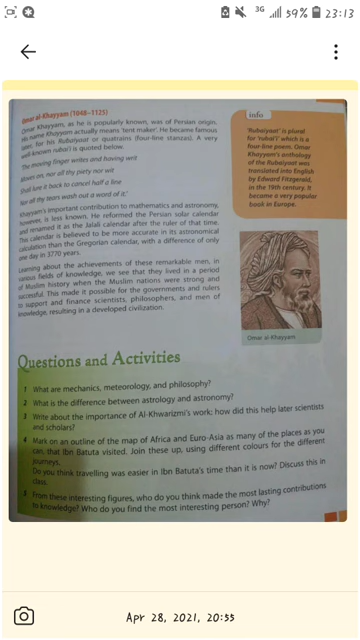 3G 59% 23:13
Omar al-Khayyam (1048-1125)
Omar Khayyam, as he is popularly known, was of Persian origin.
His name Khayyam actually means 'tent maker'. He became famous
later, for his Rubaiyaat or quatrains (four-line stanzas). A very
well-known rubai'i is quoted below.
'The moving finger writes and having writ
Moves on, nor all thy party nor wit
Shall lure it back to cancel half a line
Nor all thy tears wash out a word of it.'
Khayyam's important contribution to mathematics and astronomy,
however, is less known. He reformed the Persian solar calendar
and renamed it as the Jalali calendar after the ruler of that time.
This calendar is believed to be more accurate in its astronomical
calculation than the Gregorian calendar, with a difference of only
one day in 3770 years.
Learning about the achievements of these remarkable men, in
various fields of knowledge, we see that they lived in a period
of Muslim history when the Muslim nations were strong and
successful. This made it possible for the governments and rulers
to support and finance scientists, philosophers, and men of
knowledge, resulting in a developed civilization.
info
'Rubaiyaat' is plural
for 'rubai'i' which is a
four-line poem. Omar
Khayyam's anthology
of the Rubaiyaat was
translated into English
by Edward Fitzgerald,
in the 19th century. It
became a very popular
book in Europe.
Omar al-Khayyam
Questions and Activities
1 What are mechanics, meteorology, and philosophy?
2 What is the difference between astrology and astronomy?
3 Write about the importance of Al-Khwarizmi's work; how did this help later scientists
and scholars?
4 Mark on an outline of the map of Africa and Euro-Asia as many of the places as you
can, that Ibn Batuta visited. Join these up, using different colours for the different
journeys.
Do you think travelling was easier in Ibn Batuta's time than it is now? Discuss this in
class.
5 From these interesting figures, who do you think made the most lasting contributions
to knowledge? Who do you find the most interesting person? Why?
Apr 28, 2021, 20:55